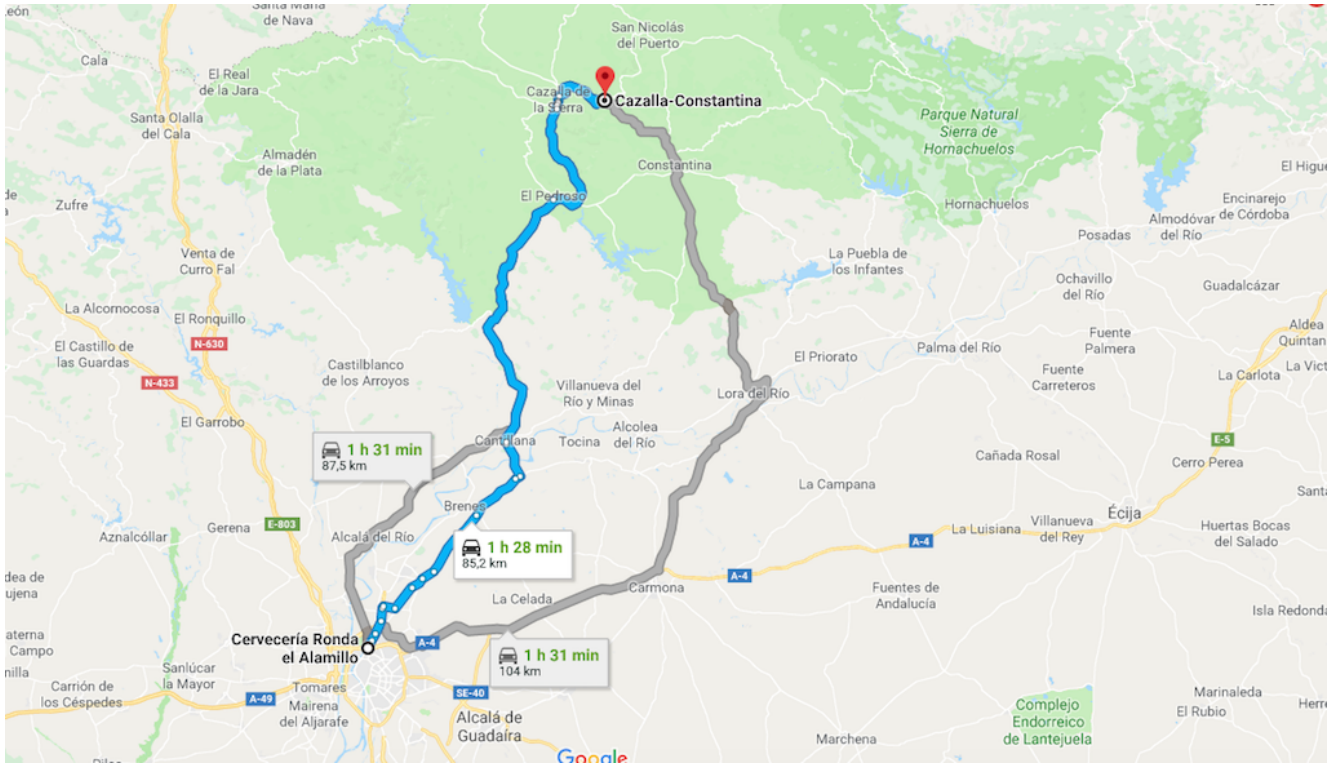 León
Santa María
de Nava
San Nicolás
del Puerto
Cala
El Real
de la Jara
Cazalla de
la Sierra
Cazalla-Constantina
Santa Olalla
del Cala
Parque Natural
Sierra de
Hornachuelos
Almadén
de la Plata
Constantina
El Higue
El Pedroso
Zufre
Hornachuelos
Encinarejo
de Córdoba
Almodóvar
del Río
Posadas
Venta de
Curro Fal
La Puebla de
los Infantes
Ochavillo
del Río
Guadalcázar
La Alcornocosa
El Ronquillo
N-630
El Castillo de
las Guardas
Castilblanco
de los Arroyos
Fuente
Palmera
Aldea
Quintan
El Priorato
Palma del Río
N-433
Villanueva del
Río y Minas
Fuente
Carreteros
La Carlota
La Vict
Lora del Río
El Garrobo
Alcolea
del Río
Cantillana
Tocina
E-5
1 h 31 min
87,5 km
Cañada Rosal
Cerro Perea
La Campana
Santa
Brenes
Écija
E-803
Gerena
Aznalcóllar
Alcalá del Río
La Luisiana
Villanueva
del Rey
Huertas Bocas
del Salado
A-4
1 h 28 min
85,2 km
A-4
dea de
ujena
Carmona
Fuentes de
Andalucía
La Celada
Isla Redonda
aterna
Campo
Cervecería Ronda
el Alamillo
A-4
1 h 31 min
104 km
nilla
Sanlúcar
la Mayor
Carrión de
los Céspedes
A-49
Tomares
Mairena
del Aljarafe
SE-40
Marinaleda
El Rubio
Herre
Complejo
Endorreico
de Lantejuela
Alcalá de
Guadaíra
Marchena
Google